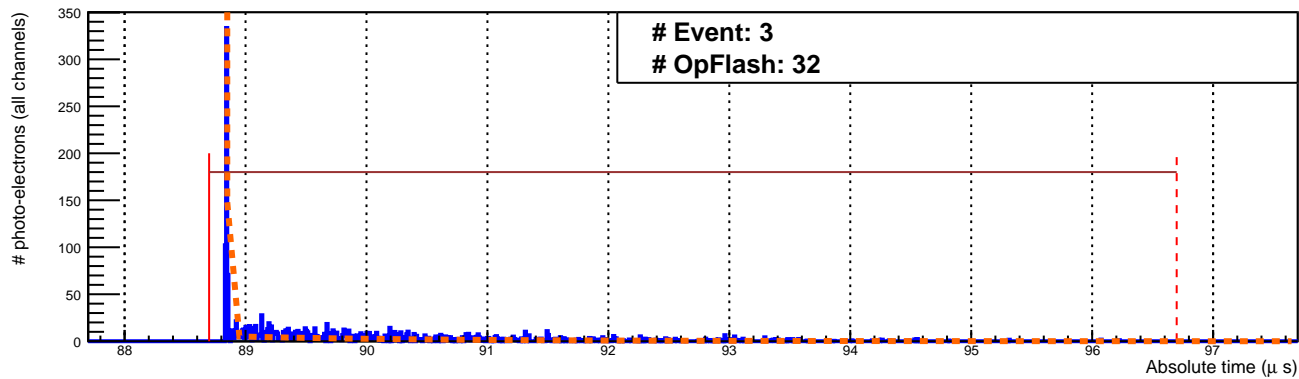 # Event: 3
# OpFlash: 32
# photo-electrons (all channels)
350
300
250
200
150
100
50
0
88 89 90 91 92 93 94 95 96 97
Absolute time (μ s)